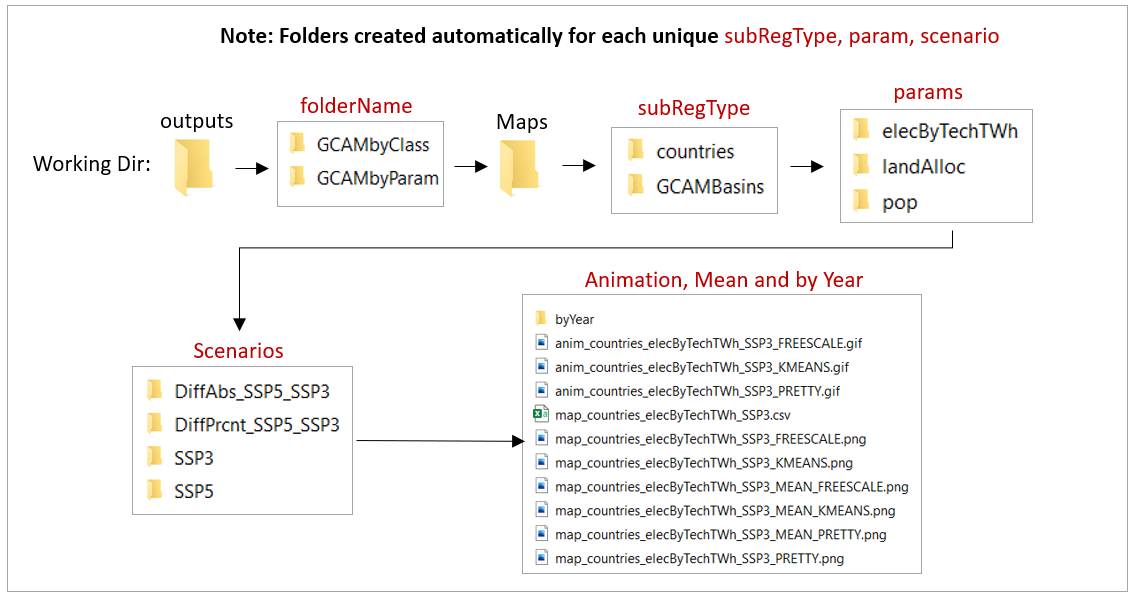 Note: Folders created automatically for each unique subRegType, param, scenario
Working Dir:
outputs
folderName
GCAMbyClass
GCAMbyParam
Maps
subRegType
countries
GCAMBasins
params
elecByTechTWh
landAlloc
pop
Scenarios
DiffAbs_SSP5_SSP3
DiffPrcnt_SSP5_SSP3
SSP3
SSP5
Animation, Mean and by Year
byYear
anim_countries_elecByTechTWh_SSP3_FREESCALE.gif
anim_countries_elecByTechTWh_SSP3_KMEANS.gif
anim_countries_elecByTechTWh_SSP3_PRETTY.gif
map_countries_elecByTechTWh_SSP3.csv
map_countries_elecByTechTWh_SSP3_FREESCALE.png
map_countries_elecByTechTWh_SSP3_KMEANS.png
map_countries_elecByTechTWh_SSP3_MEAN_FREESCALE.png
map_countries_elecByTechTWh_SSP3_MEAN_KMEANS.png
map_countries_elecByTechTWh_SSP3_MEAN_PRETTY.png
map_countries_elecByTechTWh_SSP3_PRETTY.png